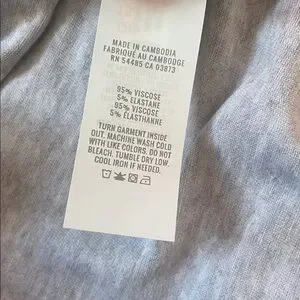 MADE IN CAMBODIA
FABRIQUÉ AU CAMBODGE
RN 54485 CA 03873
95% VISCOSE
5% ELASTANE
95% VISCOSE
5% ÉLASTHANNE
TURN GARMENT INSIDE
OUT. MACHINE WASH COLD
WITH LIKE COLORS. DO NOT
BLEACH. TUMBLE DRY LOW.
COOL IRON IF NEEDED.